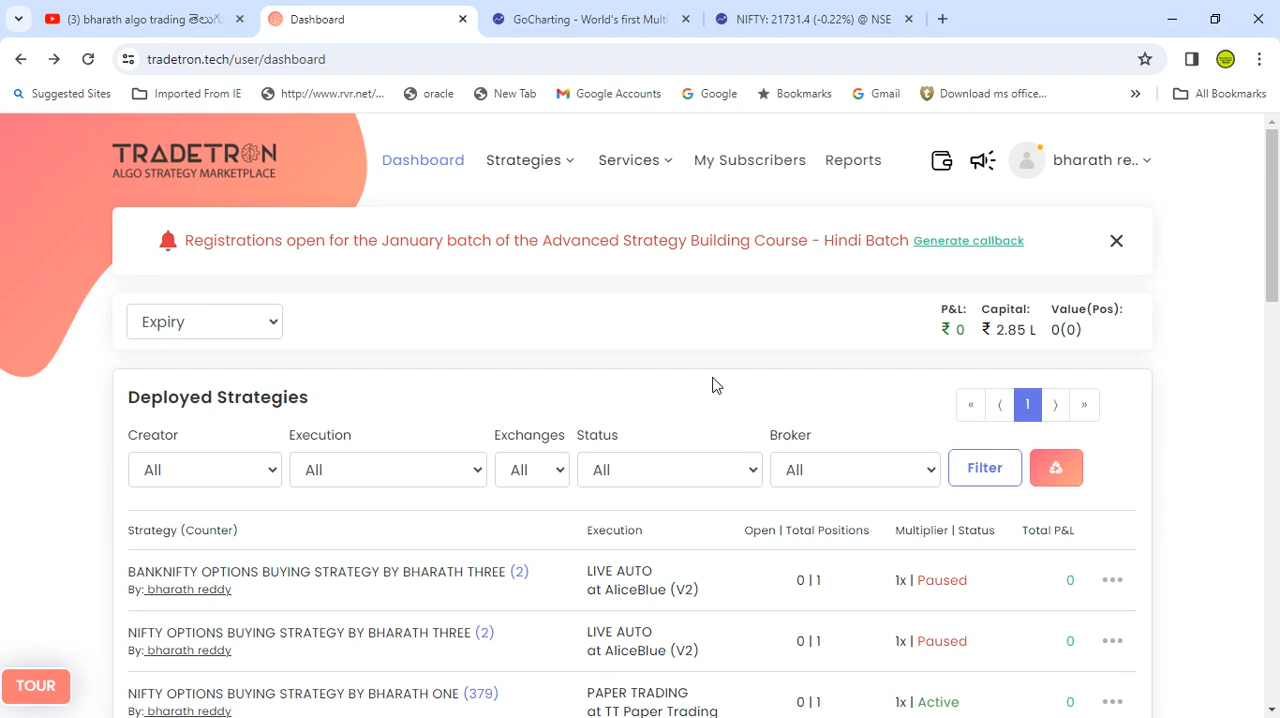 (3) bharath algo trading తెలుగు
Dashboard
GoCharting - World's first Multi
NIFTY: 21731.4 (-0.22%) @ NSE
tradetron.tech/user/dashboard
Suggested Sites
Imported From IE
http://www.rvr.net/...
oracle
New Tab
Google Accounts
Google
Bookmarks
Gmail
Download ms office...
»
All Bookmarks
TRADETRON
ALGO STRATEGY MARKETPLACE
Dashboard
Strategies
Services
My Subscribers
Reports
bharath re..
Registrations open for the January batch of the Advanced Strategy Building Course - Hindi Batch Generate callback
Expiry
P&L: Capital: Value(Pos):
₹ 0 ₹ 2.85 L 0(0)
Deployed Strategies
« ⟨ 1 ⟩ »
Creator Execution Exchanges Status Broker
All All All All All Filter
Strategy (Counter) Execution Open | Total Positions Multiplier | Status Total P&L
BANKNIFTY OPTIONS BUYING STRATEGY BY BHARATH THREE (2)
By: bharath reddy
LIVE AUTO
at AliceBlue (V2)
0 | 1
1x | Paused
0
NIFTY OPTIONS BUYING STRATEGY BY BHARATH THREE (2)
By: bharath reddy
LIVE AUTO
at AliceBlue (V2)
0 | 1
1x | Paused
0
NIFTY OPTIONS BUYING STRATEGY BY BHARATH ONE (379)
By: bharath reddy
PAPER TRADING
at TT Paper Trading
0 | 1
1x | Active
0
TOUR